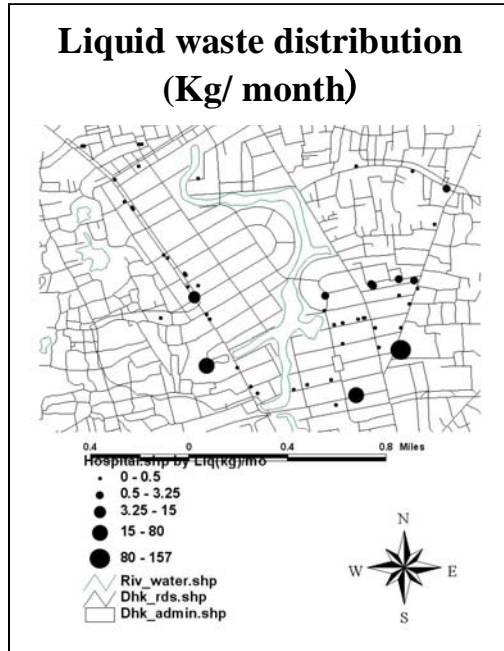 Liquid waste distribution
(Kg/ month)
0.4 0 0.4 0.8 Miles
Hospital.shp by Liq(kg)/mo
0 - 0.5
0.5 - 3.25
3.25 - 15
15 - 80
80 - 157
Riv_water.shp
Dhk_rds.shp
Dhk_admin.shp
N
W E
S